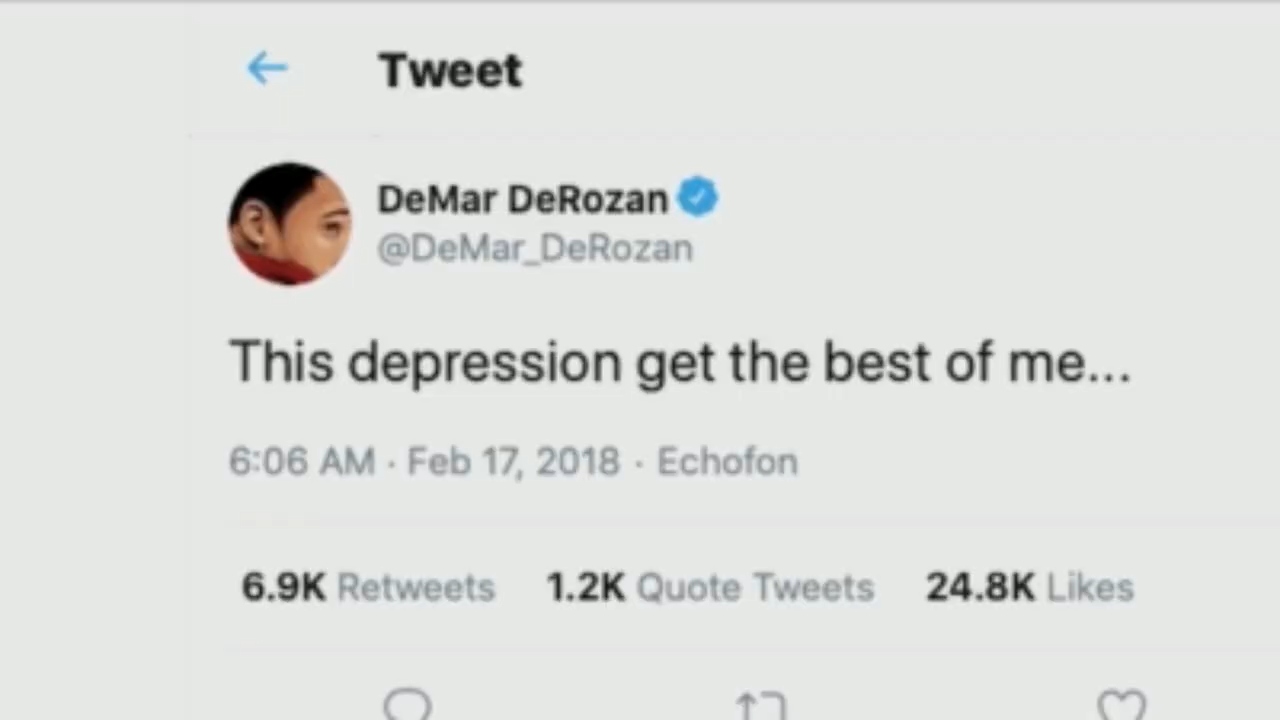 Tweet
DeMar DeRozan
@DeMar_DeRozan
This depression get the best of me...
6:06 AM · Feb 17, 2018 · Echofon
6.9K Retweets 1.2K Quote Tweets 24.8K Likes